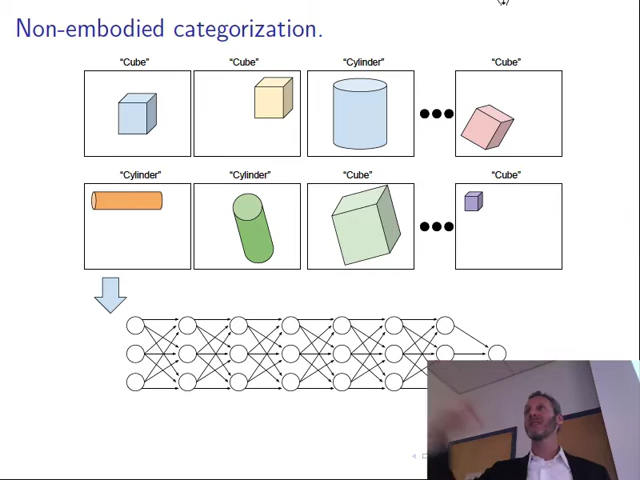 Non-embodied categorization.
“Cube” “Cube” “Cylinder” “Cube”
“Cylinder” “Cylinder” “Cube” “Cube”